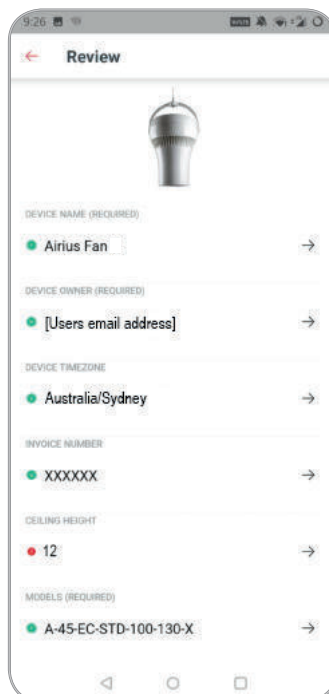 9:26
Review
DEVICE NAME (REQUIRED)
Airius Fan
DEVICE OWNER (REQUIRED)
[Users email address]
DEVICE TIMEZONE
Australia/Sydney
INVOICE NUMBER
XXXXXX
CEILING HEIGHT
12
MODELS (REQUIRED)
A-45-EC-STD-100-130-X